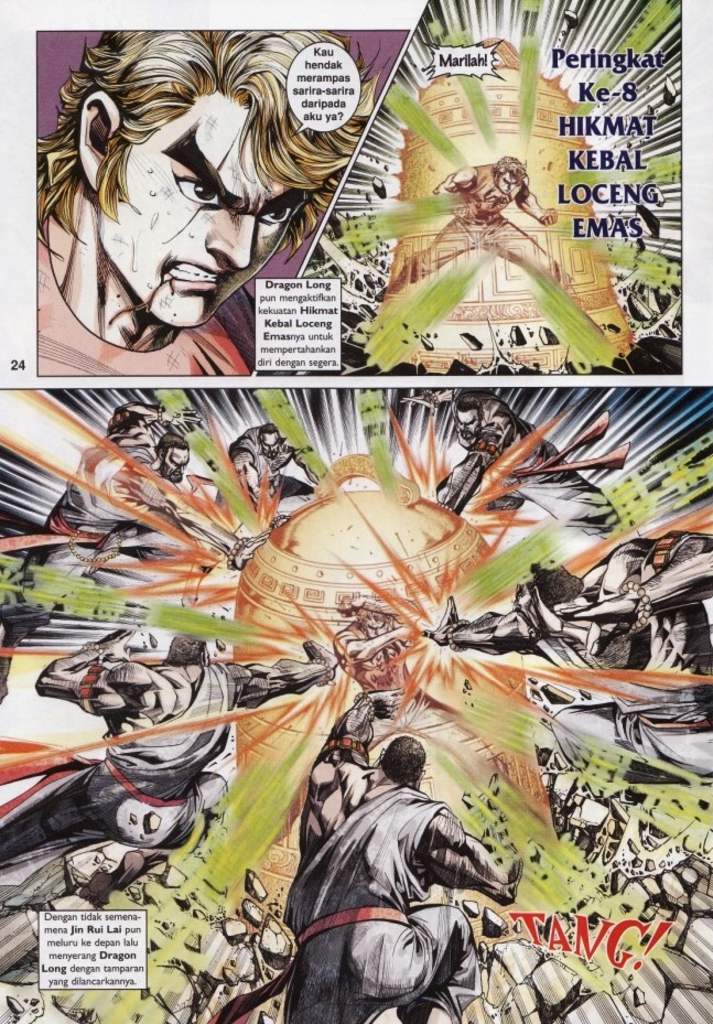 Kau
hendak
merampas
sarira-sarira
daripada
aku ya?
Marilah!
Peringkat
Ke-8
HIKMAT
KEBAL
LOCENG
EMAS
Dragon Long
pun mengaktifkan
kekuatan Hikmat
Kebal Loceng
Emasnya untuk
mempertahankan
diri dengan segera.
24
Dengan tidak semena-
mena Jin Rui Lai pun
meluru ke depan lalu
menyerang Dragon
Long dengan tamparan
yang dilancarkannya.
TANG!